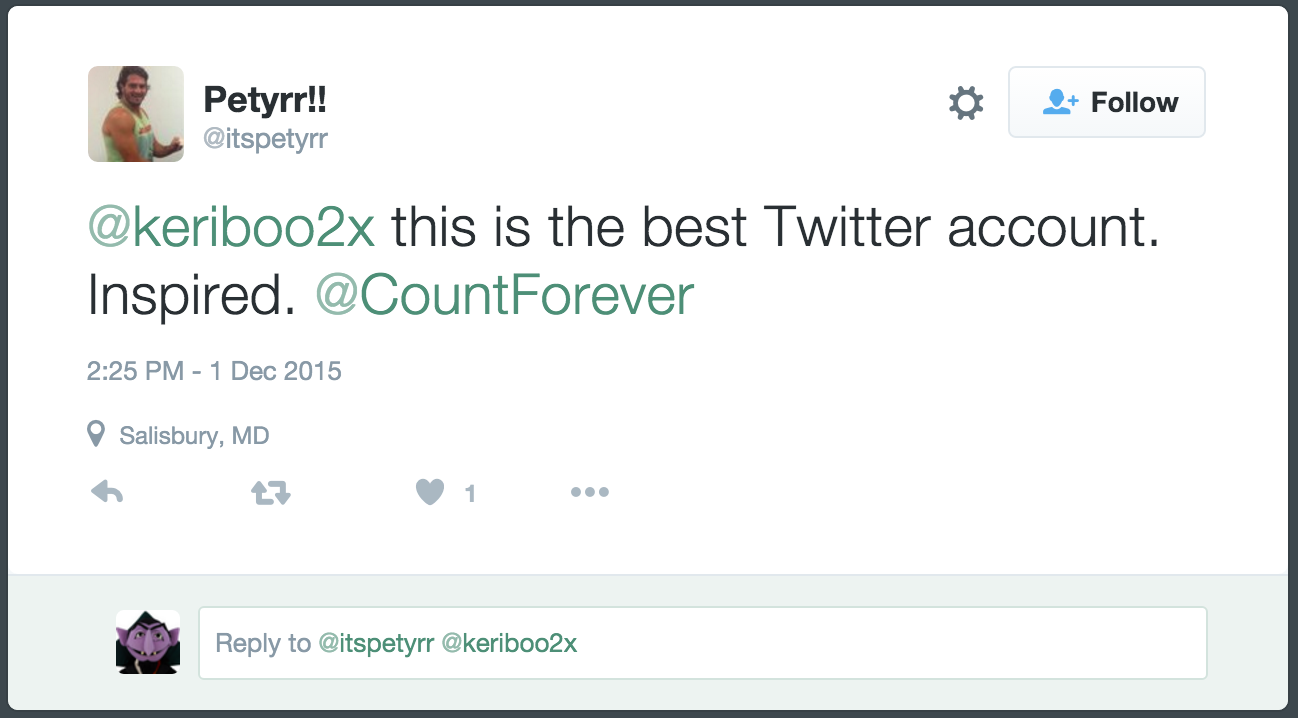 Petyrr!!
@itspetyrr
Follow
@keriboo2x this is the best Twitter account.
Inspired. @CountForever
2:25 PM - 1 Dec 2015
Salisbury, MD
1
Reply to @itspetyrr @keriboo2x